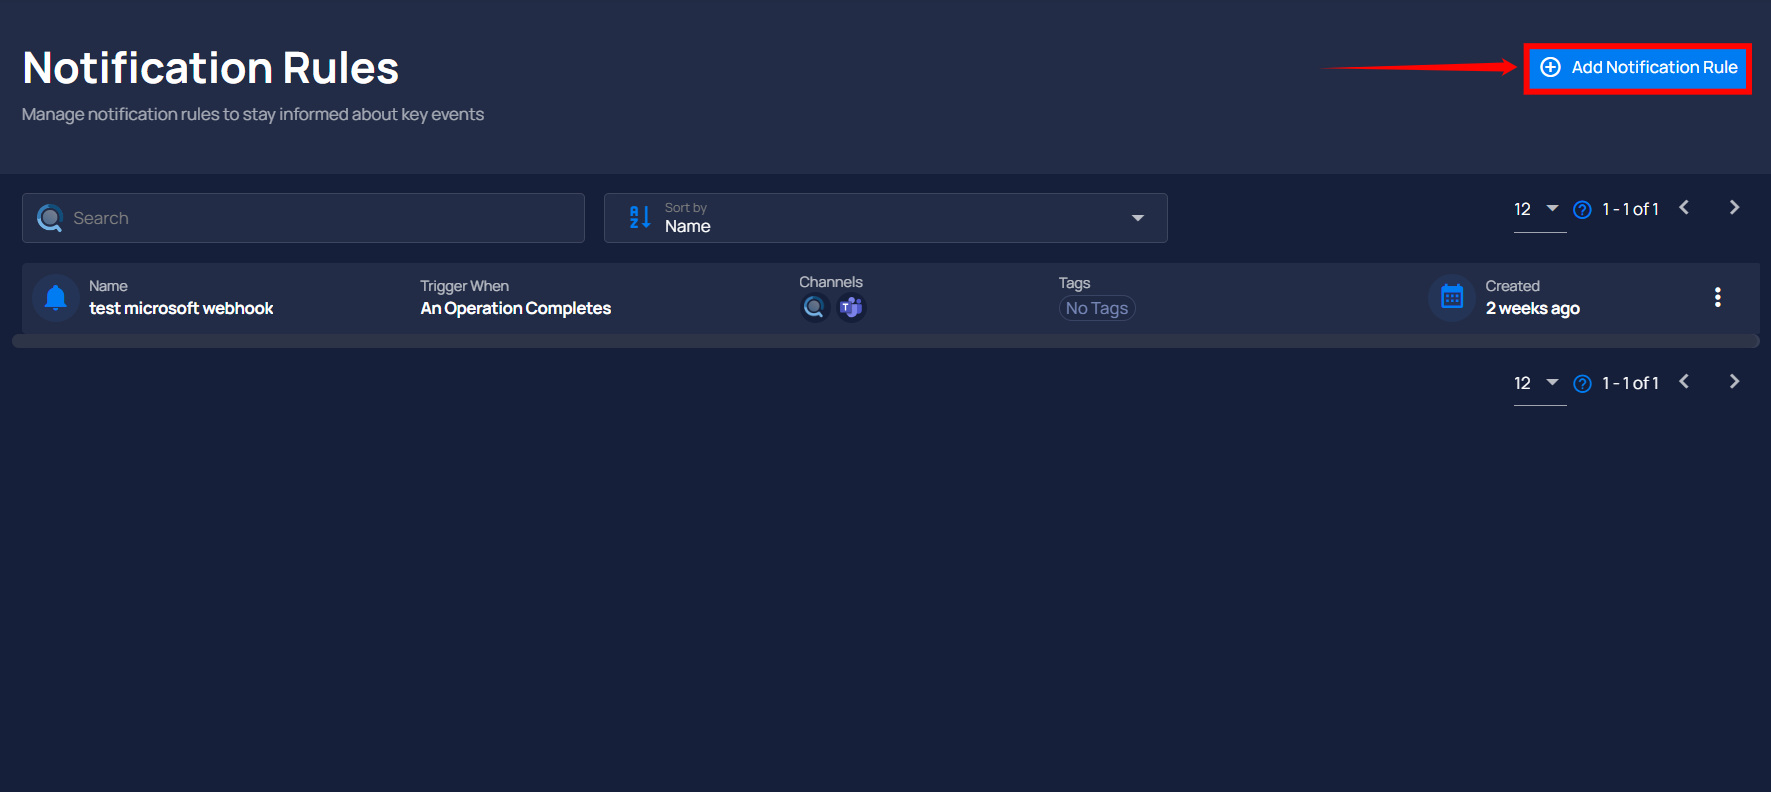 Notification Rules
Add Notification Rule
Manage notification rules to stay informed about key events
Search
Sort by
Name
12
1 - 1 of 1
Name
test microsoft webhook
Trigger When
An Operation Completes
Channels
Tags
No Tags
Created
2 weeks ago
12
1 - 1 of 1